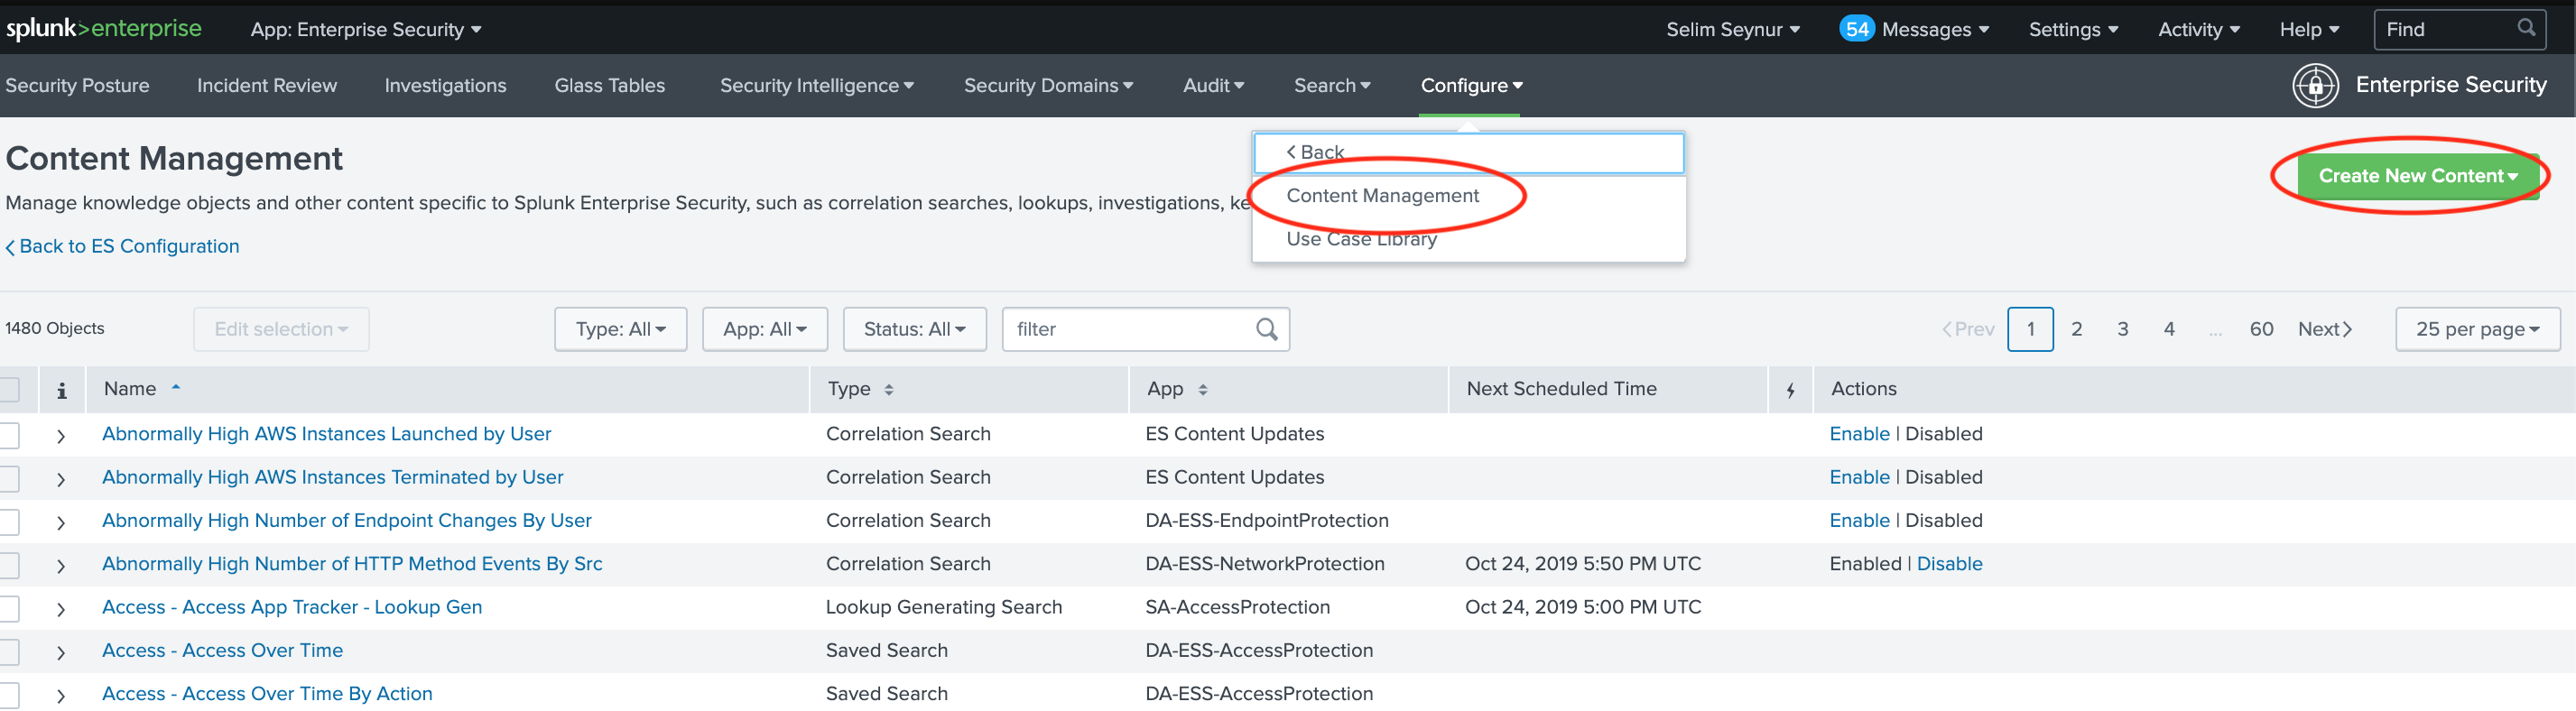 splunk>enterprise App: Enterprise Security Selim Seynur 54 Messages Settings Activity Help Find
Security Posture Incident Review Investigations Glass Tables Security Intelligence Security Domains Audit Search Configure Enterprise Security
Content Management
Manage knowledge objects and other content specific to Splunk Enterprise Security, such as correlation searches, lookups, investigations, ke
Back to ES Configuration
Back
Content Management
Use Case Library
Create New Content
1480 Objects Edit selection Type: All App: All Status: All filter Prev 1 2 3 4 ... 60 Next 25 per page
i Name Type App Next Scheduled Time Actions
Abnormally High AWS Instances Launched by User Correlation Search ES Content Updates Enable | Disabled
Abnormally High AWS Instances Terminated by User Correlation Search ES Content Updates Enable | Disabled
Abnormally High Number of Endpoint Changes By User Correlation Search DA-ESS-EndpointProtection Enable | Disabled
Abnormally High Number of HTTP Method Events By Src Correlation Search DA-ESS-NetworkProtection Oct 24, 2019 5:50 PM UTC Enabled | Disable
Access - Access App Tracker - Lookup Gen Lookup Generating Search SA-AccessProtection Oct 24, 2019 5:00 PM UTC
Access - Access Over Time Saved Search DA-ESS-AccessProtection
Access - Access Over Time By Action Saved Search DA-ESS-AccessProtection